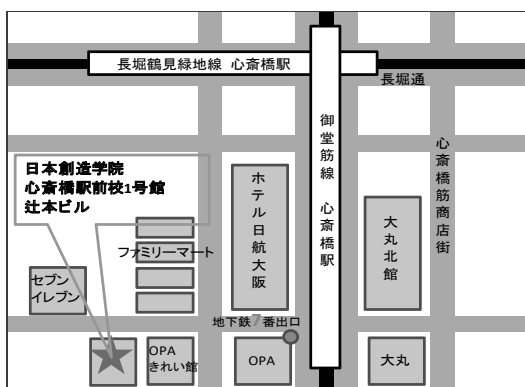 長堀鶴見緑地線 心斎橋駅
長堀通
御堂筋線 心斎橋駅
心斎橋筋商店街
日本創造学院
心斎橋駅前校1号館
辻本ビル
ホテル日航大阪
大丸北館
ファミリーマート
セブン
イレブン
地下鉄7番出口
OPA
きれい館
OPA
大丸